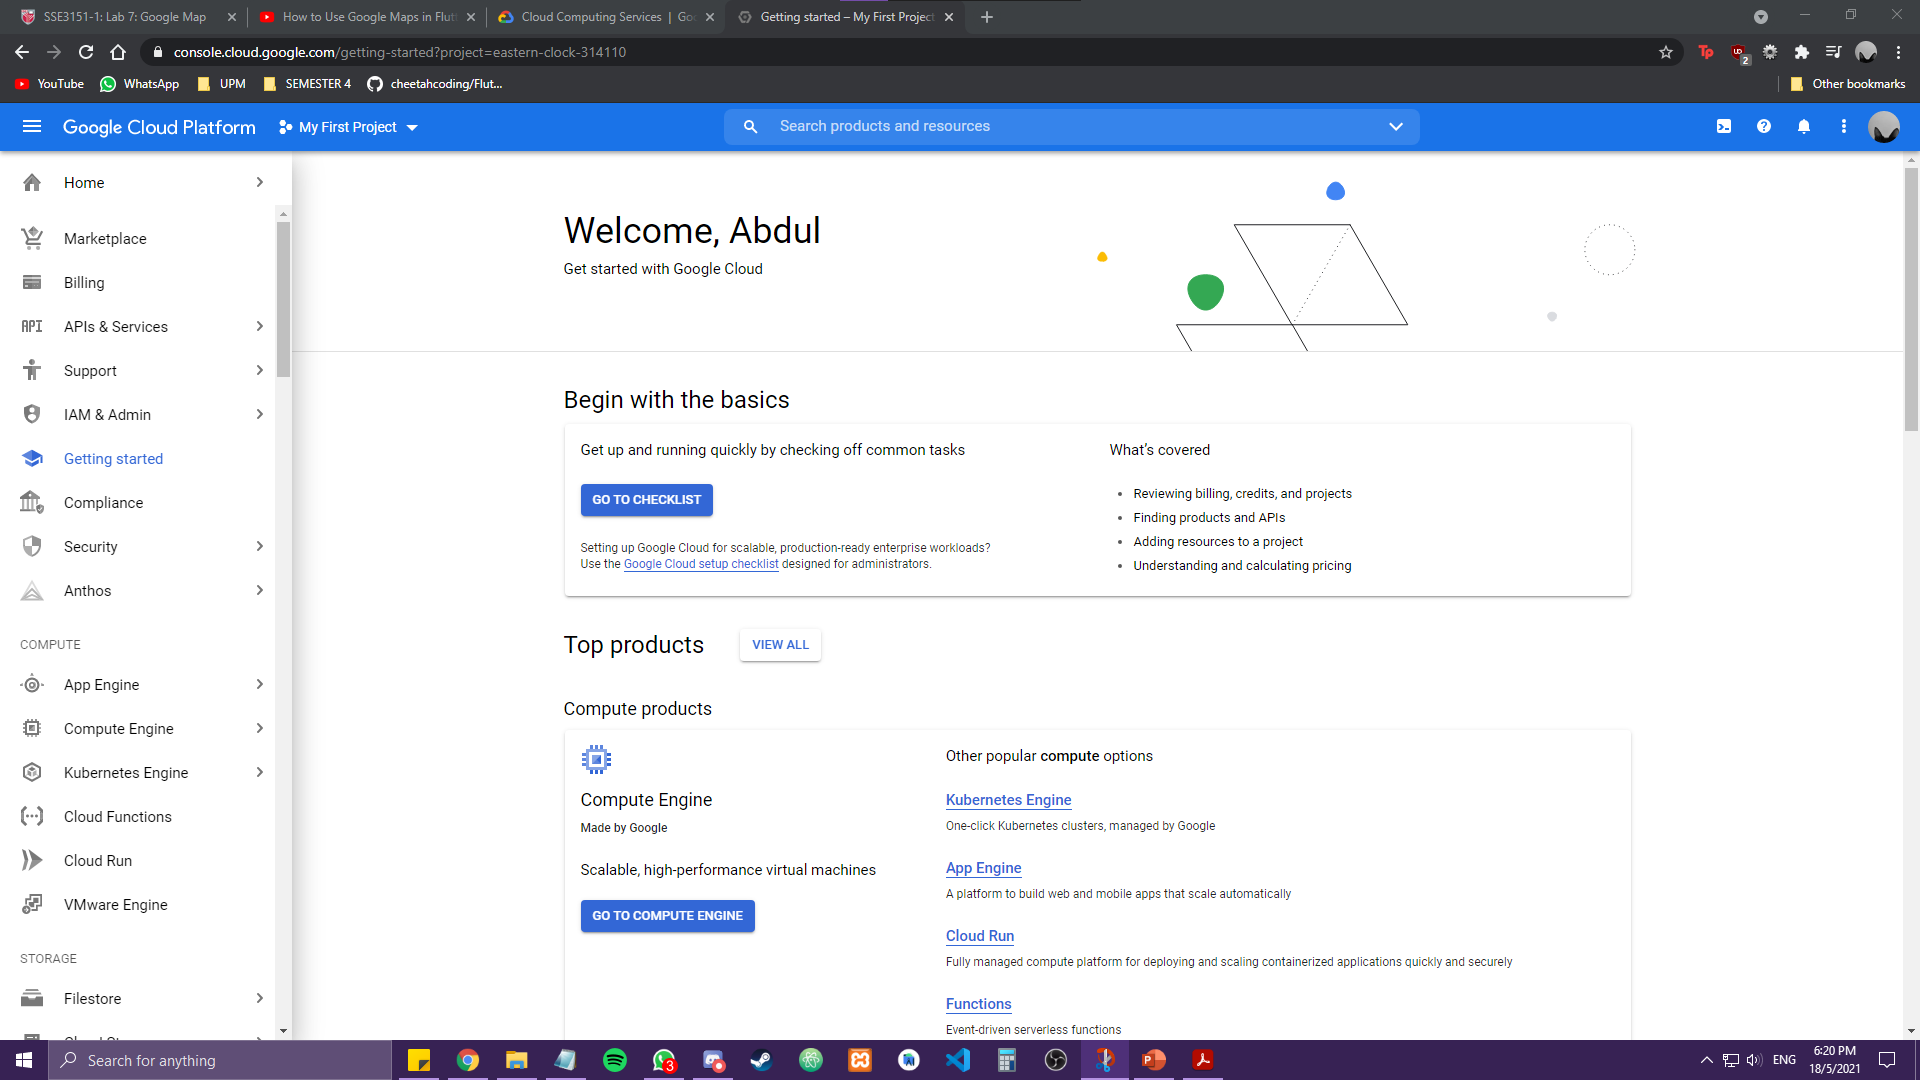 SSE3151-1: Lab 7: Google Map
How to Use Google Maps in Flutt
Cloud Computing Services | Goo
Getting started – My First Project
console.cloud.google.com/getting-started?project=eastern-clock-314110
Tp
2
YouTube
WhatsApp
UPM
SEMESTER 4
cheetahcoding/Flut...
Other bookmarks
Google Cloud Platform
My First Project
Search products and resources
Home
Marketplace
Billing
API
APIs & Services
Support
IAM & Admin
Getting started
Compliance
Security
Anthos
COMPUTE
App Engine
Compute Engine
Kubernetes Engine
Cloud Functions
Cloud Run
VMware Engine
STORAGE
Filestore
Welcome, Abdul
Get started with Google Cloud
Begin with the basics
Get up and running quickly by checking off common tasks
GO TO CHECKLIST
Setting up Google Cloud for scalable, production-ready enterprise workloads?
Use the Google Cloud setup checklist designed for administrators.
What's covered
Reviewing billing, credits, and projects
Finding products and APIs
Adding resources to a project
Understanding and calculating pricing
Top products
VIEW ALL
Compute products
Compute Engine
Made by Google
Scalable, high-performance virtual machines
GO TO COMPUTE ENGINE
Other popular compute options
Kubernetes Engine
One-click Kubernetes clusters, managed by Google
App Engine
A platform to build web and mobile apps that scale automatically
Cloud Run
Fully managed compute platform for deploying and scaling containerized applications quickly and securely
Functions
Event-driven serverless functions
Search for anything
3
ENG
6:20 PM
18/5/2021